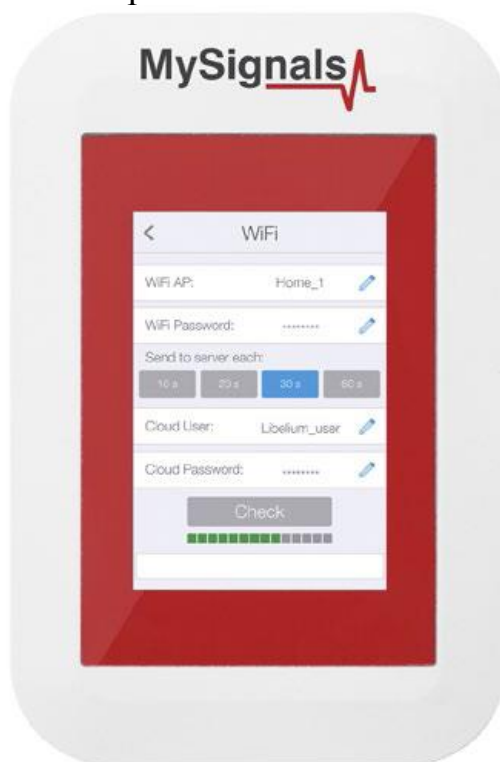 MySignals
< WiFi
WiFi AP: Home_1
WiFi Password: ********
Send to server each:
10 s 20 s 30 s 60 s
Cloud User: Libelium_user
Cloud Password: ********
Check